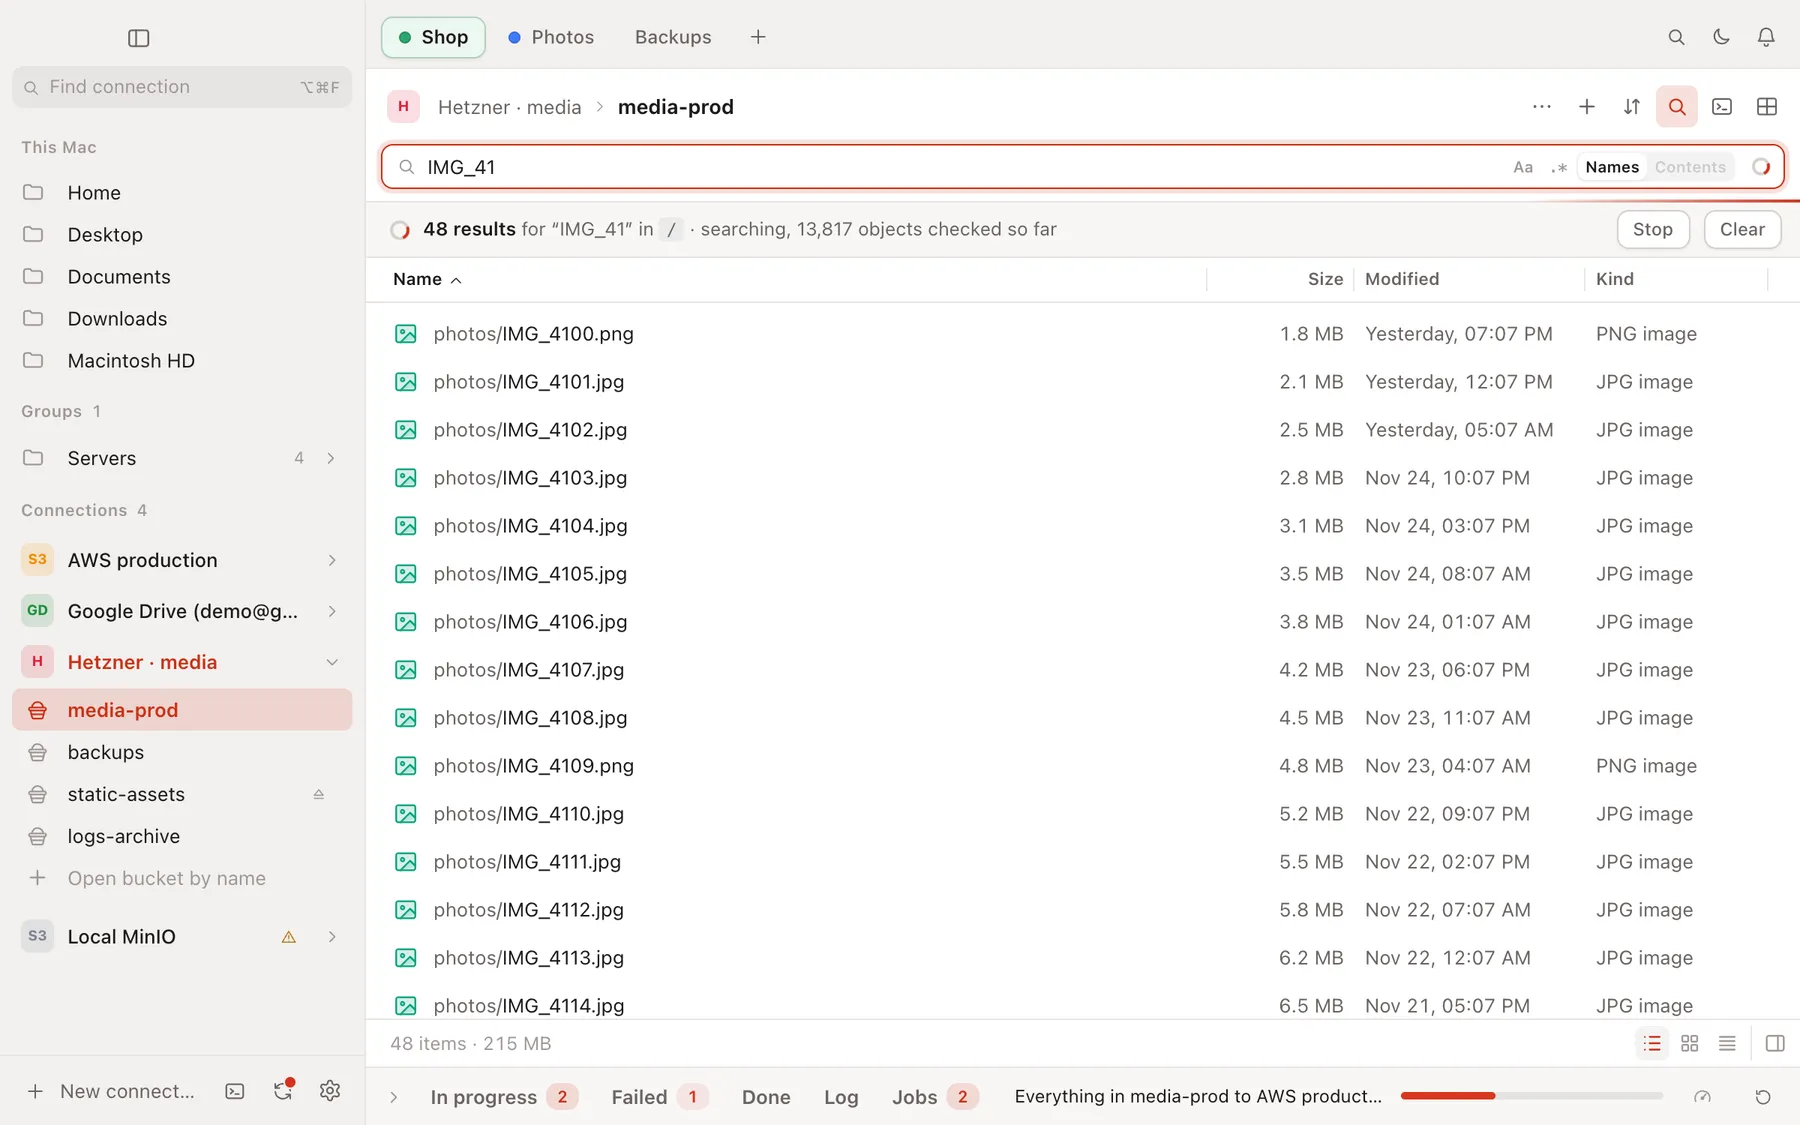 Find connection ⌥⌘F
This Mac
Home
Desktop
Documents
Downloads
Macintosh HD
Groups 1
Servers 4
Connections 4
S3 AWS production
GD Google Drive (demo@g...
H Hetzner · media
media-prod
backups
static-assets
logs-archive
Open bucket by name
S3 Local MinIO
New connect...
Shop Photos Backups
H Hetzner · media media-prod
IMG_41 Aa .* Names Contents
48 results for “IMG_41” in / · searching, 13,817 objects checked so far Stop Clear
Name Size Modified Kind
photos/IMG_4100.png 1.8 MB Yesterday, 07:07 PM PNG image
photos/IMG_4101.jpg 2.1 MB Yesterday, 12:07 PM JPG image
photos/IMG_4102.jpg 2.5 MB Yesterday, 05:07 AM JPG image
photos/IMG_4103.jpg 2.8 MB Nov 24, 10:07 PM JPG image
photos/IMG_4104.jpg 3.1 MB Nov 24, 03:07 PM JPG image
photos/IMG_4105.jpg 3.5 MB Nov 24, 08:07 AM JPG image
photos/IMG_4106.jpg 3.8 MB Nov 24, 01:07 AM JPG image
photos/IMG_4107.jpg 4.2 MB Nov 23, 06:07 PM JPG image
photos/IMG_4108.jpg 4.5 MB Nov 23, 11:07 AM JPG image
photos/IMG_4109.png 4.8 MB Nov 23, 04:07 AM PNG image
photos/IMG_4110.jpg 5.2 MB Nov 22, 09:07 PM JPG image
photos/IMG_4111.jpg 5.5 MB Nov 22, 02:07 PM JPG image
photos/IMG_4112.jpg 5.8 MB Nov 22, 07:07 AM JPG image
photos/IMG_4113.jpg 6.2 MB Nov 22, 12:07 AM JPG image
photos/IMG_4114.jpg 6.5 MB Nov 21, 05:07 PM JPG image
48 items · 215 MB
In progress 2 Failed 1 Done Log Jobs 2 Everything in media-prod to AWS product...